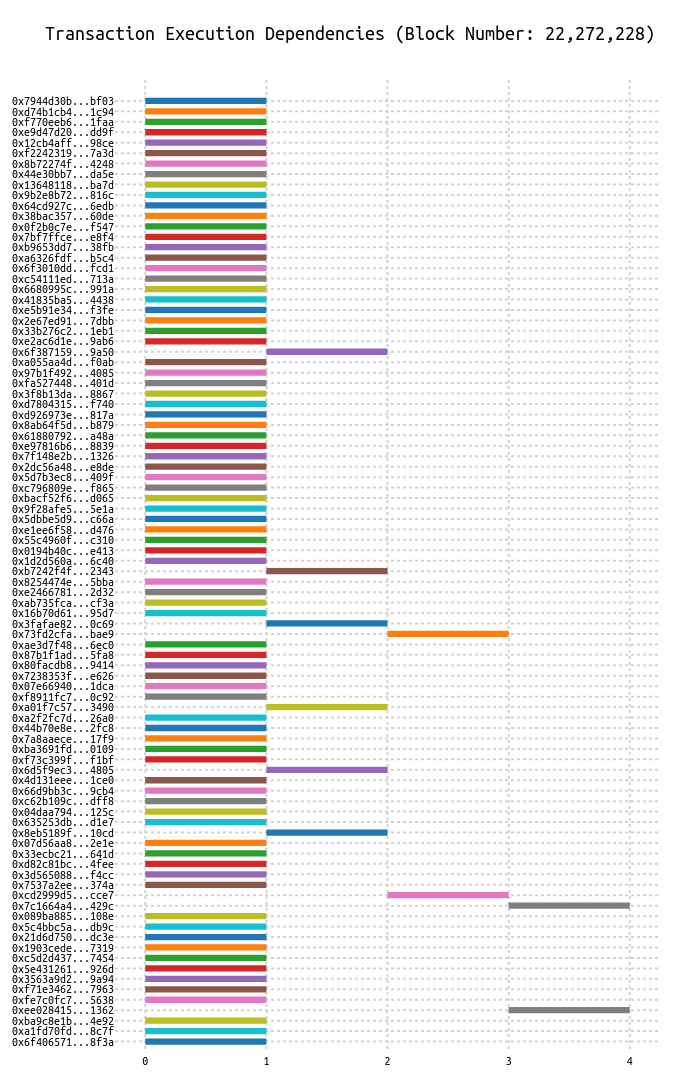 Transaction Execution Dependencies (Block Number: 22,272,228)
0x7944d30b...bf03
0xd74b1cb4...1c94
0xf770eeb6...1faa
0xe9d47d20...dd9f
0x12cb4aff...98ce
0xf2242319...7a3d
0x8b72274f...4248
0x44e30bb7...da5e
0x13648118...ba7d
0x9b2e8b72...816c
0x64cd927c...6edb
0x38bac357...60de
0x0f2b0c7e...f547
0x7bf7ffce...e8f4
0xb9653dd7...38fb
0xa6326fdf...b5c4
0x6f3010dd...fcd1
0xc54111ed...713a
0x6680995c...991a
0x41835ba5...4438
0xe5b91e34...f3fe
0x2e67ed91...7dbb
0x33b276c2...1eb1
0xe2ac6d1e...9ab6
0x6f387159...9a50
0xa055aa4d...f0ab
0x97b1f492...4085
0xfa527448...401d
0x3f8b13da...8867
0xd7804315...f740
0xd926973e...817a
0x8ab64f5d...b879
0x61880792...a48a
0xe97816b6...8839
0x7f148e2b...1326
0x2dc56a48...e8de
0x5d7b3ec8...409f
0xc796809e...f865
0xbacf52f6...d065
0x9f28afe5...5e1a
0x5dbbe5d9...c66a
0xe1ee6f58...d476
0x55c4960f...c310
0x0194b40c...e413
0x1d2d560a...6c40
0xb7242f4f...2343
0x8254474e...5bba
0xe2466781...2d32
0xab735fca...cf3a
0x16b70d61...95d7
0x3fafae82...0c69
0x73fd2cfa...bae9
0xae3d7f48...6ec0
0x87b1f1ad...5fa8
0x80facdb8...9414
0x7238353f...e626
0x07e66940...1dca
0xf8911fc7...0c92
0xa01f7c57...3490
0xa2f2fc7d...26a0
0x44b70e8e...2fc8
0x7a8aaece...17f9
0xba3691fd...0109
0xf73c399f...f1bf
0x6d5f9ec3...4805
0x4d131eee...1ce0
0x66d9bb3c...9cb4
0xc62b109c...dff8
0x04daa794...125c
0x635253db...d1e7
0x8eb5189f...10cd
0x07d56aa8...2e1e
0x33ecbc21...641d
0xd82c81bc...4fee
0x3d565088...f4cc
0x7537a2ee...374a
0xcd2999d5...cce7
0x7c1664a4...429c
0x089ba885...108e
0x5c4bbc5a...db9c
0x21d6d750...dc3e
0x1903cede...7319
0xc5d2d437...7454
0x5e431261...926d
0x3563a9d2...9a94
0xf71e3462...7963
0xfe7c0fc7...5638
0xee028415...1362
0xba9c8e1b...4e92
0xa1fd70fd...8c7f
0x6f406571...8f3a
0 1 2 3 4